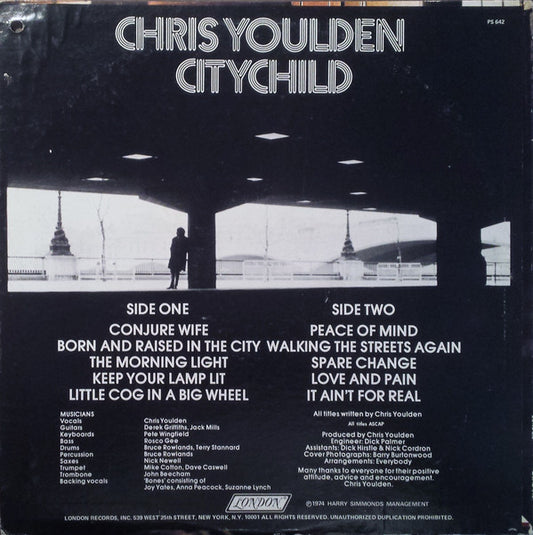 PS 642
CHRIS YOULDEN
CITYCHILD
SIDE ONE
CONJURE WIFE
BORN AND RAISED IN THE CITY
THE MORNING LIGHT
KEEP YOUR LAMP LIT
LITTLE COG IN A BIG WHEEL
SIDE TWO
PEACE OF MIND
WALKING THE STREETS AGAIN
SPARE CHANGE
LOVE AND PAIN
IT AIN'T FOR REAL
MUSICIANS
Vocals Chris Youlden
Guitars Derek Griffiths, Jack Mills
Keyboards Pete Wingfield
Bass Rosco Gee
Drums Bruce Rowlands, Terry Stannard
Percussion Bruce Rowlands
Saxes Nick Newell
Trumpet Mike Cotton, Dave Caswell
Trombone John Beecham
Backing vocals 'Bones' consisting of
Joy Yates, Anna Peacock, Suzanne Lynch
All titles written by Chris Youlden
All titles ASCAP
Produced by Chris Youlden
Engineer: Dick Palmer
Assistants: Dick Hirstle & Nick Cordron
Cover Photographs: Barry Burtonwood
Arrangements: Everybody
Many thanks to everyone for their positive
attitude, advice and encouragement.
Chris Youlden.
LONDON
©1974 HARRY SIMMONDS MANAGEMENT
LONDON RECORDS, INC. 539 WEST 25th STREET, NEW YORK, N.Y. 10001 ALL RIGHTS RESERVED. UNAUTHORIZED DUPLICATION PROHIBITED.